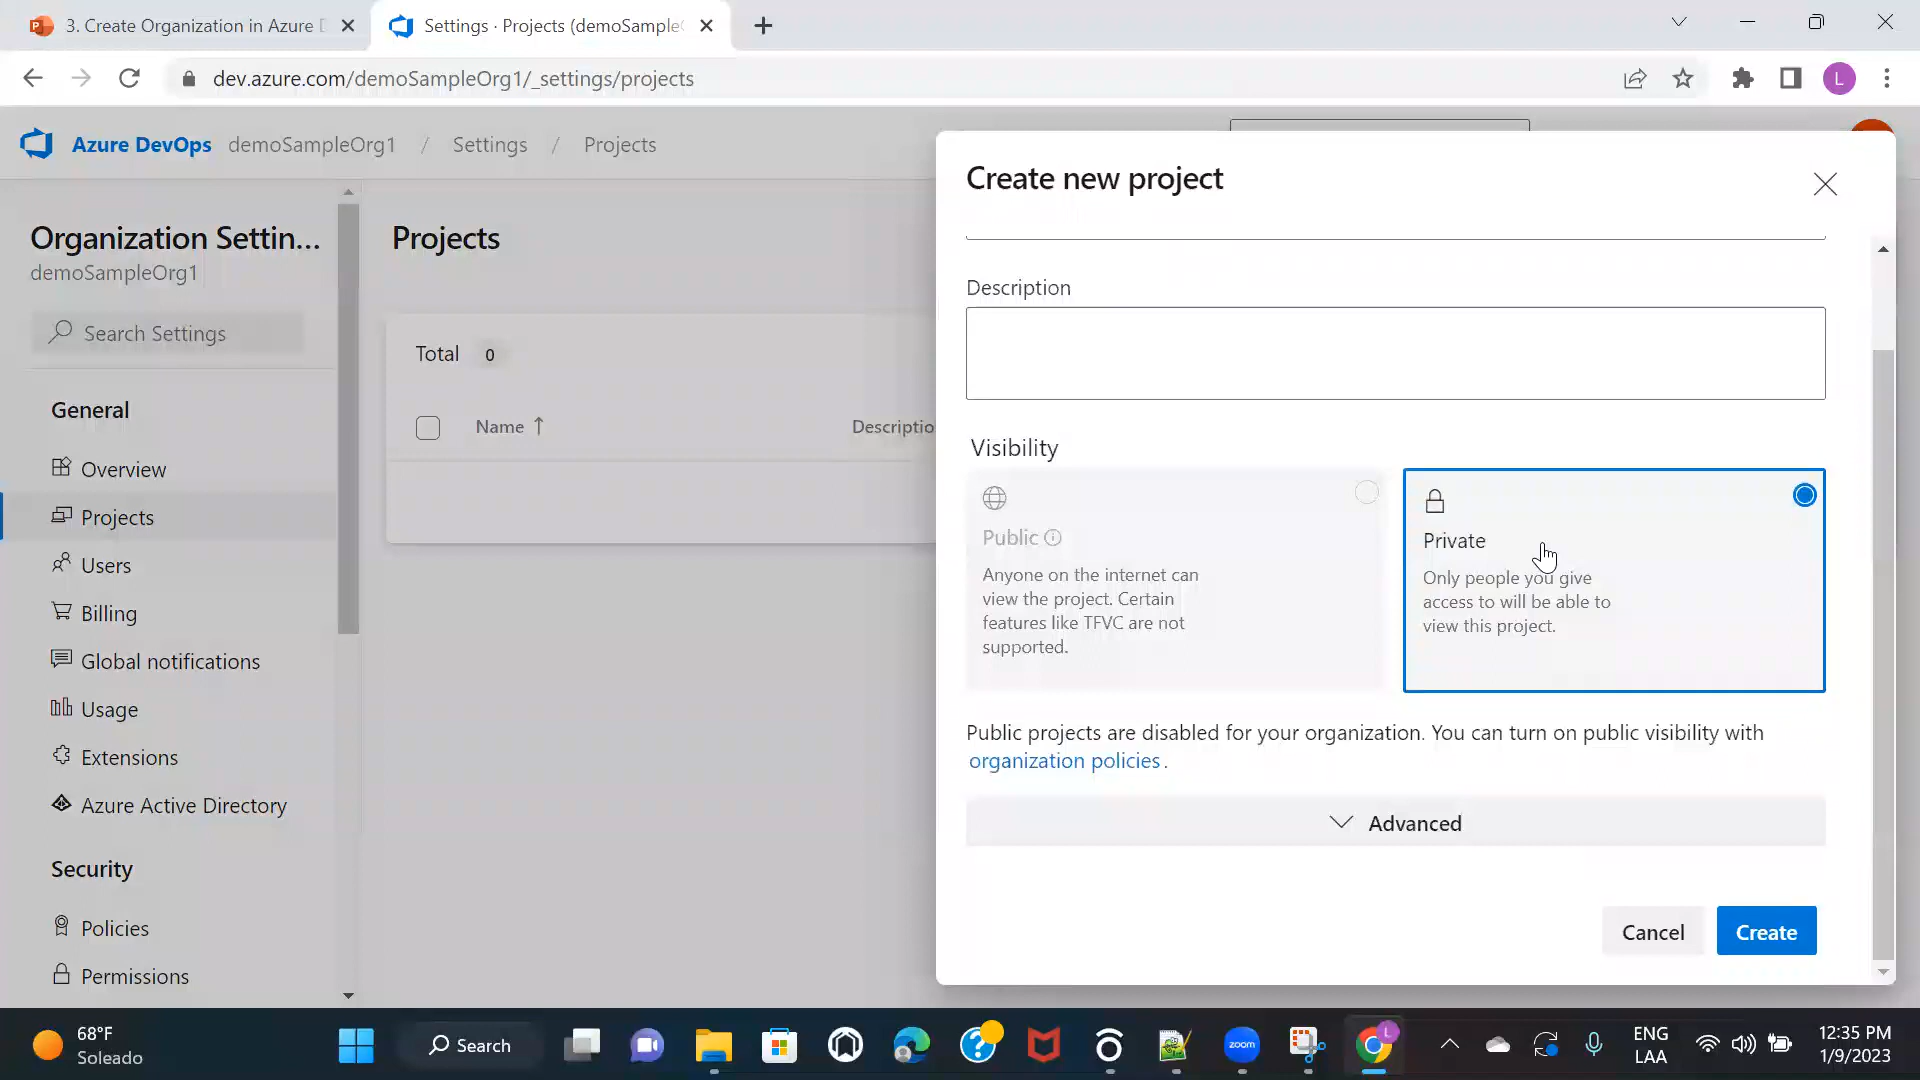 3. Create Organization in Azure D
Settings · Projects (demoSample
dev.azure.com/demoSampleOrg1/_settings/projects
L
Azure DevOps demoSampleOrg1 / Settings / Projects
Organization Settin...
demoSampleOrg1
Search Settings
General
Overview
Projects
Users
Billing
Global notifications
Usage
Extensions
Azure Active Directory
Security
Policies
Permissions
Projects
Total 0
Name ↑ Descriptio
Create new project
Description
Visibility
Public
Anyone on the internet can
view the project. Certain
features like TFVC are not
supported.
Private
Only people you give
access to will be able to
view this project.
Public projects are disabled for your organization. You can turn on public visibility with
organization policies.
Advanced
Cancel Create
68°F
Soleado
Search
zoom
L
ENG
LAA
12:35 PM
1/9/2023